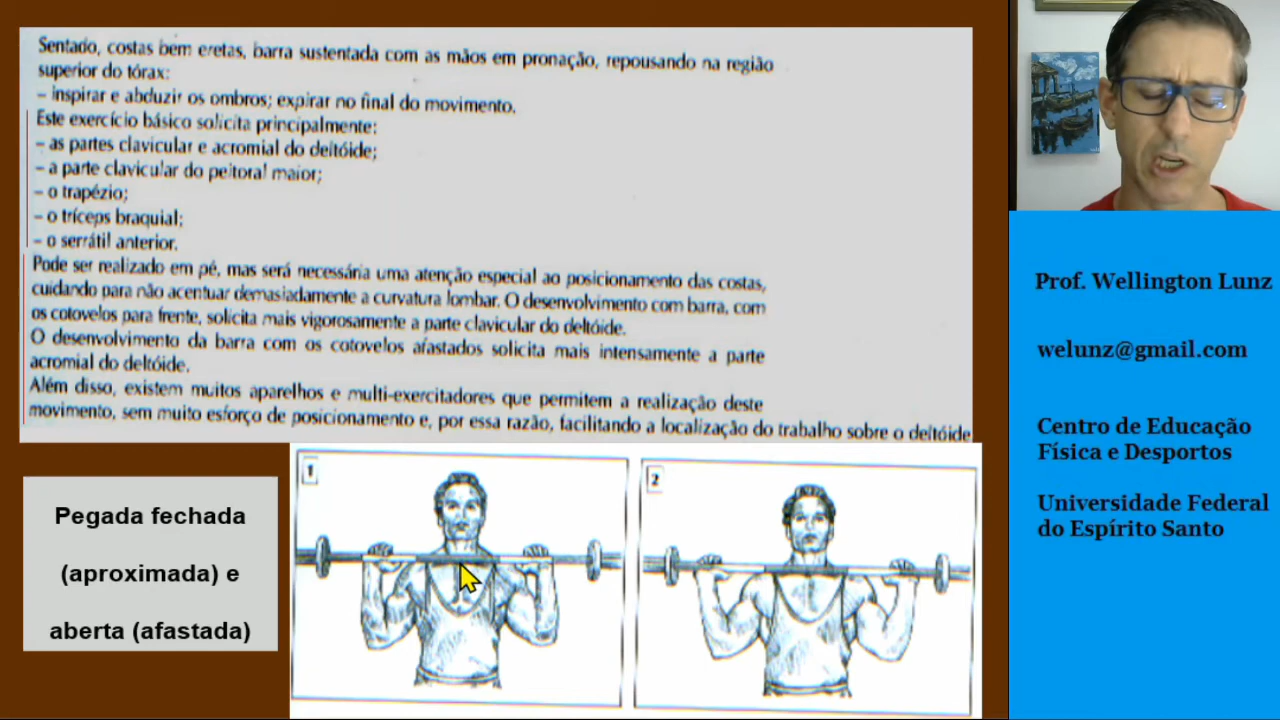 Sentado, costas bem eretas, barra sustentada com as mãos em pronação, repousando na região
superior do tórax:
– inspirar e abduzir os ombros; expirar no final do movimento.
Este exercício básico solicita principalmente:
– as partes clavicular e acromial do deltóide;
– a parte clavicular do peitoral maior;
– o trapézio;
– o tríceps braquial;
– o serrátil anterior.
Pode ser realizado em pé, mas será necessária uma atenção especial ao posicionamento das costas,
cuidando para não acentuar demasiadamente a curvatura lombar. O desenvolvimento com barra, com
os cotovelos para frente, solicita mais vigorosamente a parte clavicular do deltóide.
O desenvolvimento da barra com os cotovelos afastados solicita mais intensamente a parte
acromial do deltóide.
Além disso, existem muitos aparelhos e multi-exercitadores que permitem a realização deste
movimento, sem muito esforço de posicionamento e, por essa razão, facilitando a localização do trabalho sobre o deltóide
Pegada fechada
(aproximada) e
aberta (afastada)
1
2
Prof. Wellington Lunz
welunz@gmail.com
Centro de Educação
Física e Desportos
Universidade Federal
do Espírito Santo